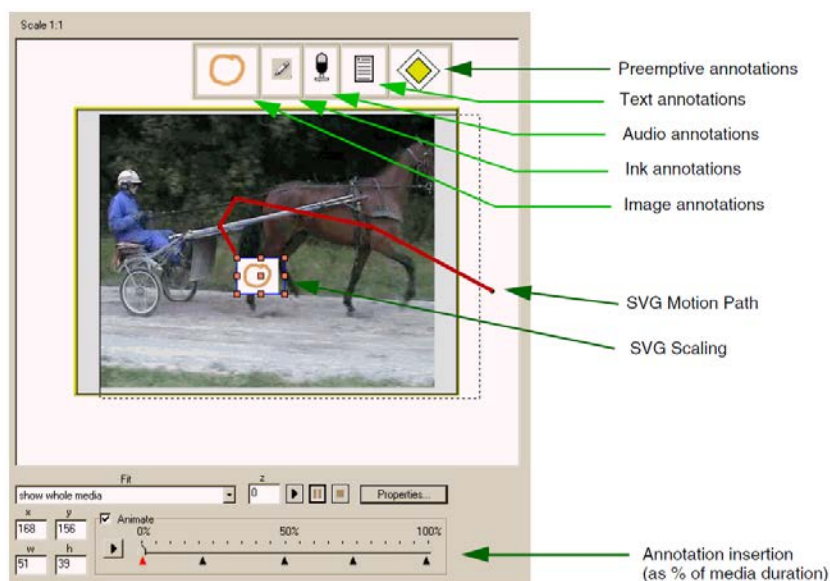 Scale 1:1
Preemptive annotations
Text annotations
Audio annotations
Ink annotations
Image annotations
SVG Motion Path
SVG Scaling
Fit
z
show whole media
0
Properties...
x
y
Animate
168
156
0%
50%
100%
w
h
51
39
Annotation insertion
(as % of media duration)